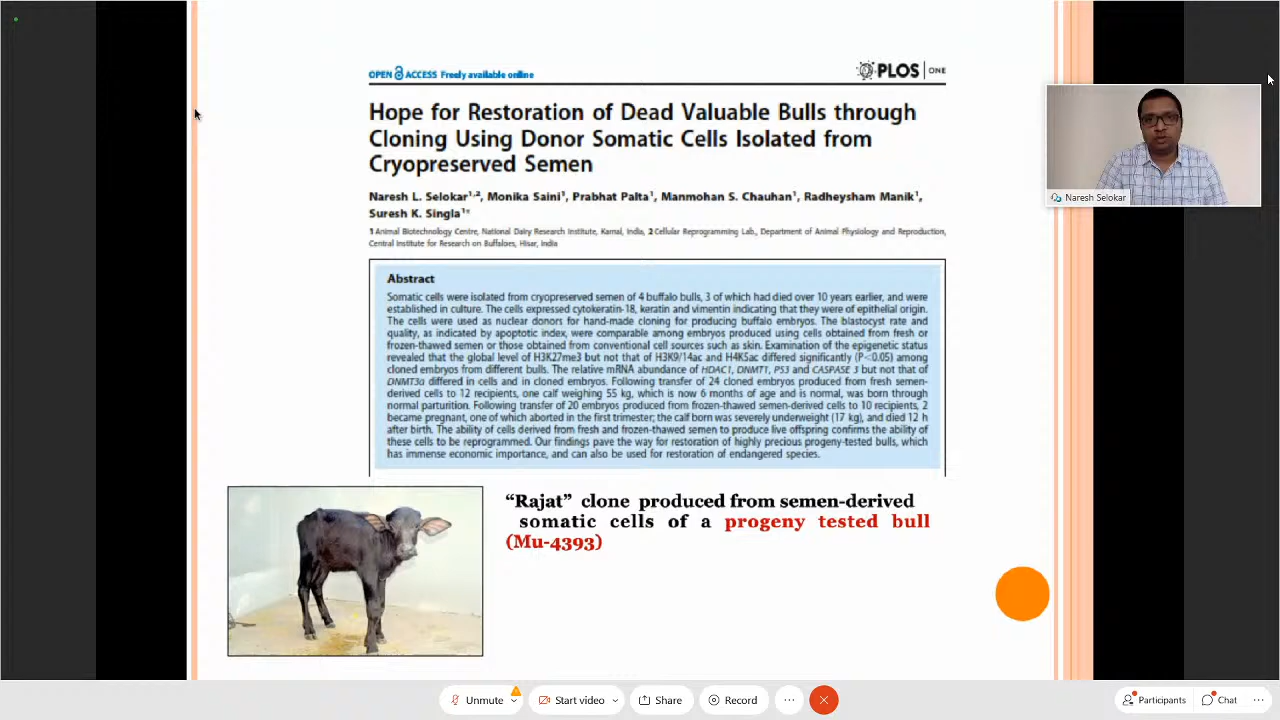 OPEN ACCESS Freely available online
PLOS ONE
Hope for Restoration of Dead Valuable Bulls through
Cloning Using Donor Somatic Cells Isolated from
Cryopreserved Semen
Naresh L. Selokar1,2, Monika Saini1, Prabhat Palta1, Manmohan S. Chauhan1, Radheysham Manik1,
Suresh K. Singla1*
1 Animal Biotechnology Centre, National Dairy Research Institute, Karnal, India, 2 Cellular Reprogramming Lab., Department of Animal Physiology and Reproduction,
Central Institute for Research on Buffaloes, Hisar, India
Abstract
Somatic cells were isolated from cryopreserved semen of 4 buffalo bulls, 3 of which had died over 10 years earlier, and were
established in culture. The cells expressed cytokeratin-18, keratin and vimentin indicating that they were of epithelial origin.
The cells were used as nuclear donors for hand-made cloning for producing buffalo embryos. The blastocyst rate and
quality, as indicated by apoptotic index, were comparable among embryos produced using cells obtained from fresh or
frozen-thawed semen or those obtained from conventional cell sources such as skin. Examination of the epigenetic status
revealed that the global level of H3K27me3 but not that of H3K9/14ac and H4K5ac differed significantly (P<0.05) among
cloned embryos from different bulls. The relative mRNA abundance of HDAC1, DNMT1, P53 and CASPASE 3 but not that of
DNMT3a differed in cells and in cloned embryos. Following transfer of 24 cloned embryos produced from fresh semen-
derived cells to 12 recipients, one calf weighing 55 kg, which is now 6 months of age and is normal, was born through
normal parturition. Following transfer of 20 embryos produced from frozen-thawed semen-derived cells to 10 recipients, 2
became pregnant, one of which aborted in the first trimester; the calf born was severely underweight (17 kg), and died 12 h
after birth. The ability of cells derived from fresh and frozen-thawed semen to produce live offspring confirms the ability of
these cells to be reprogrammed. Our findings pave the way for restoration of highly precious progeny-tested bulls, which
has immense economic importance, and can also be used for restoration of endangered species.
"Rajat" clone produced from semen-derived
somatic cells of a progeny tested bull
(Mu-4393)
Naresh Selokar
Unmute
Start video
Share
Record
Participants
Chat